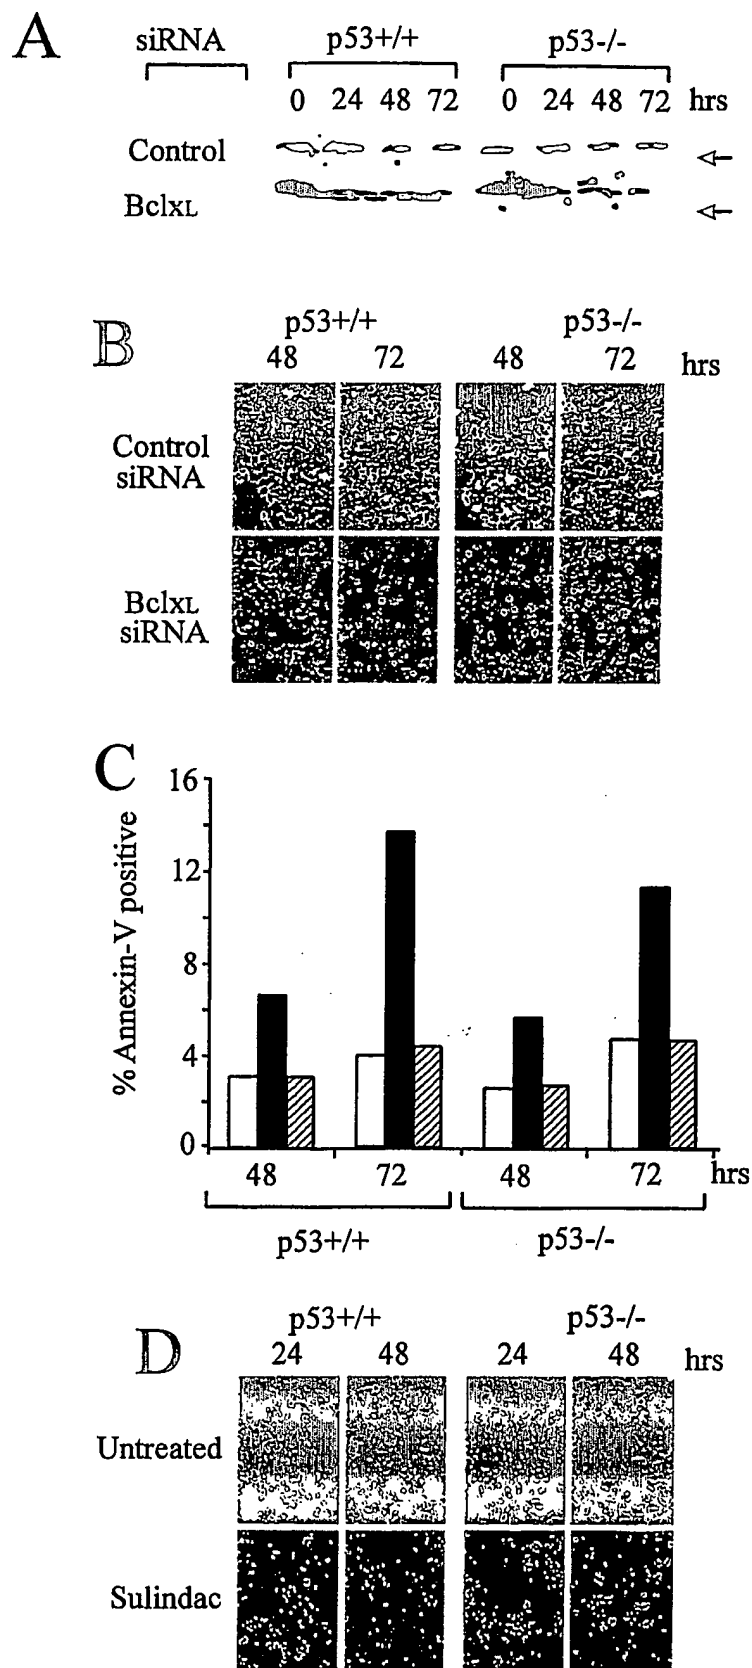 A
siRNA p53+/+ p53-/-
0 24 48 72 0 24 48 72 hrs
Control
BclxL
B
p53+/+ p53-/-
48 72 48 72 hrs
Control
siRNA
BclxL
siRNA
C
% Annexin-V positive
16
12
8
4
0
48 72 48 72 hrs
p53+/+ p53-/-
D
p53+/+ p53-/-
24 48 24 48 hrs
Untreated
Sulindac